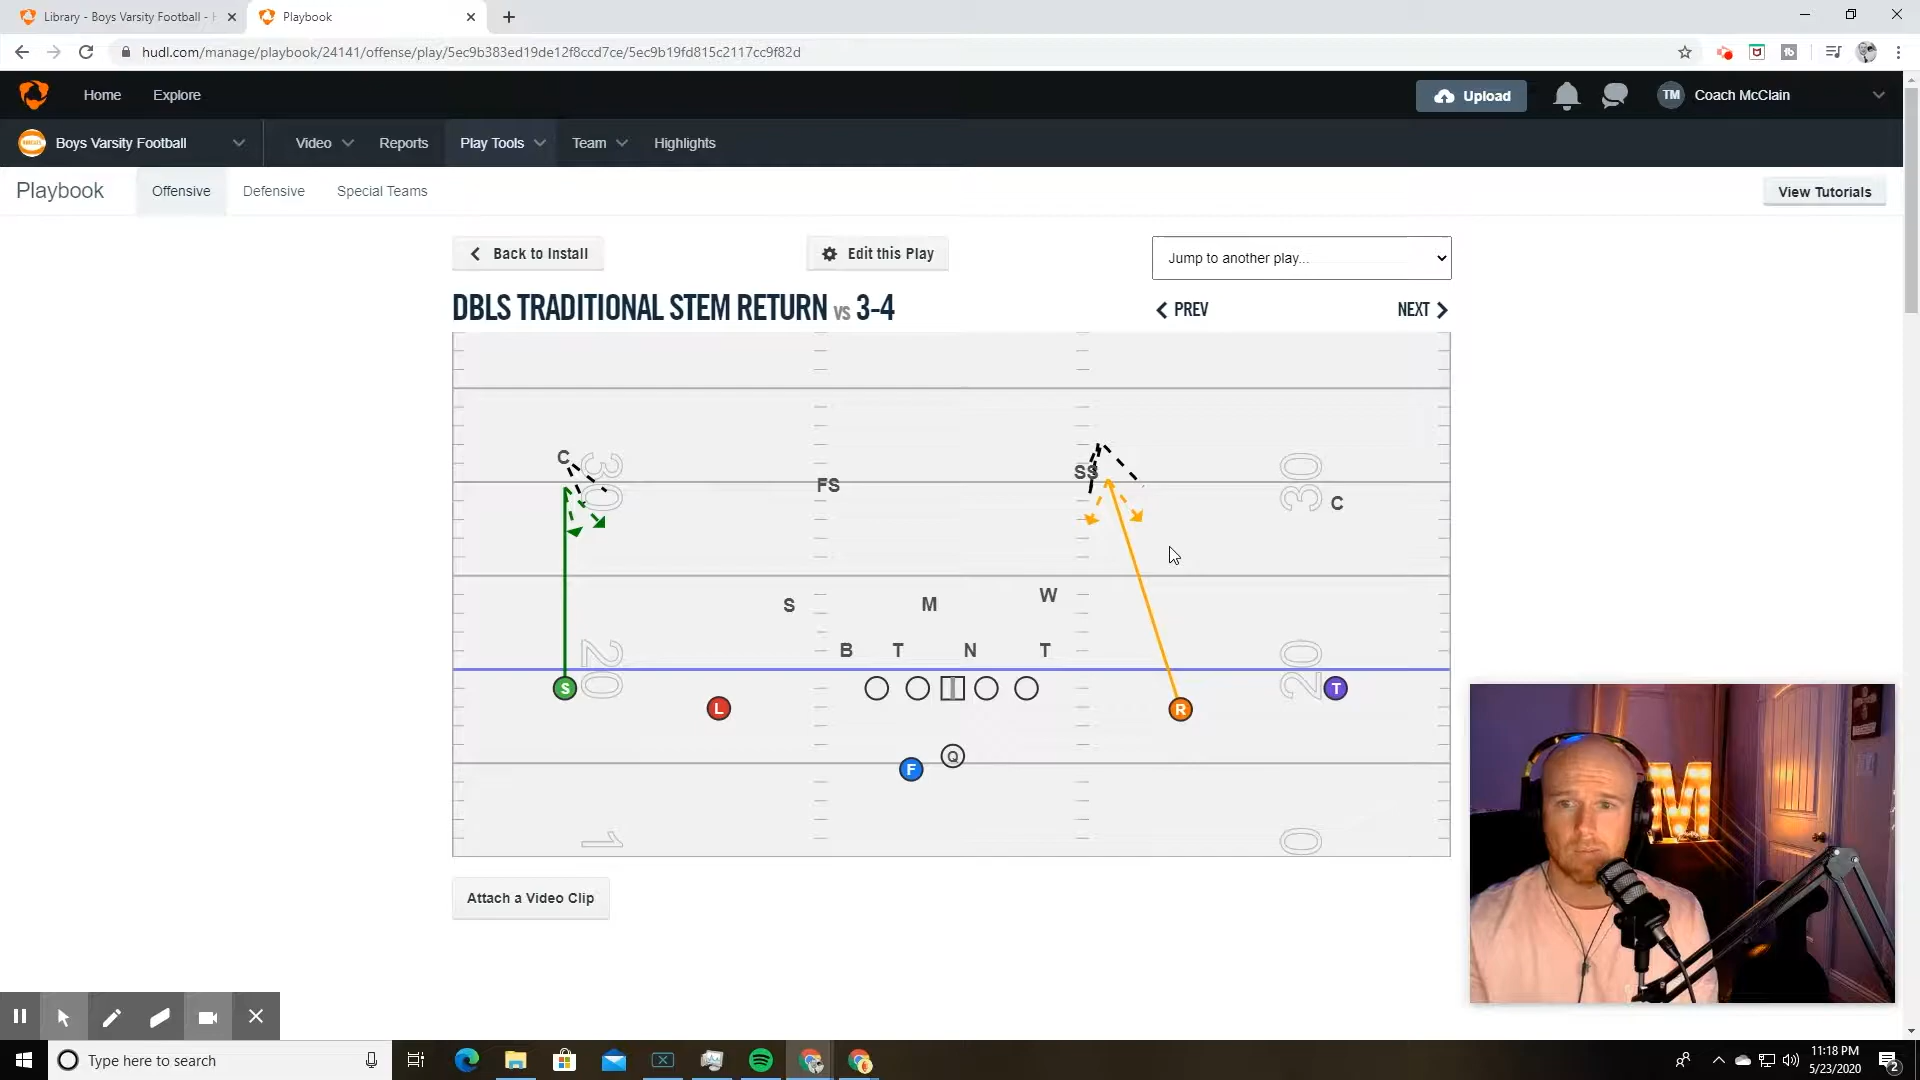 Library - Boys Varsity Football -
Playbook
hudl.com/manage/playbook/24141/offense/play/5ec9b383ed19de12f8ccd7ce/5ec9b19fd815c2117cc9f82d
Home Explore Upload TM Coach McClain
Boys Varsity Football Video Reports Play Tools Team Highlights
Playbook Offensive Defensive Special Teams View Tutorials
Back to Install Edit this Play Jump to another play...
DBLS TRADITIONAL STEM RETURN vs 3-4 PREV NEXT
C 30 FS SS 30 C
S M W
B T N T
20 20
S L R T
F Q
1 0
Attach a Video Clip
M
Type here to search
11:18 PM
5/23/2020
2